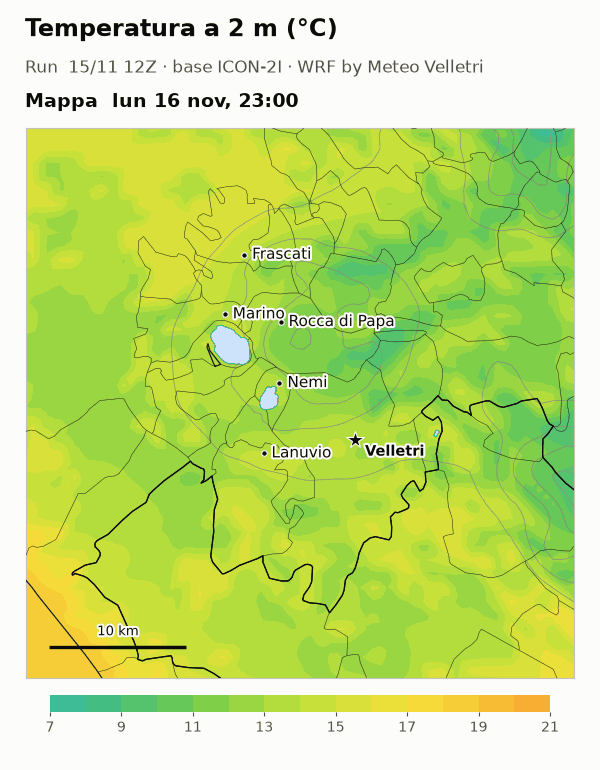 Temperatura a 2 m (°C)
Run  15/11 12Z · base ICON-2I · WRF by Meteo Velletri
Mappa  lun 16 nov, 23:00
Frascati
Marino
Rocca di Papa
Nemi
Velletri
Lanuvio
10 km
7 9 11 13 15 17 19 21